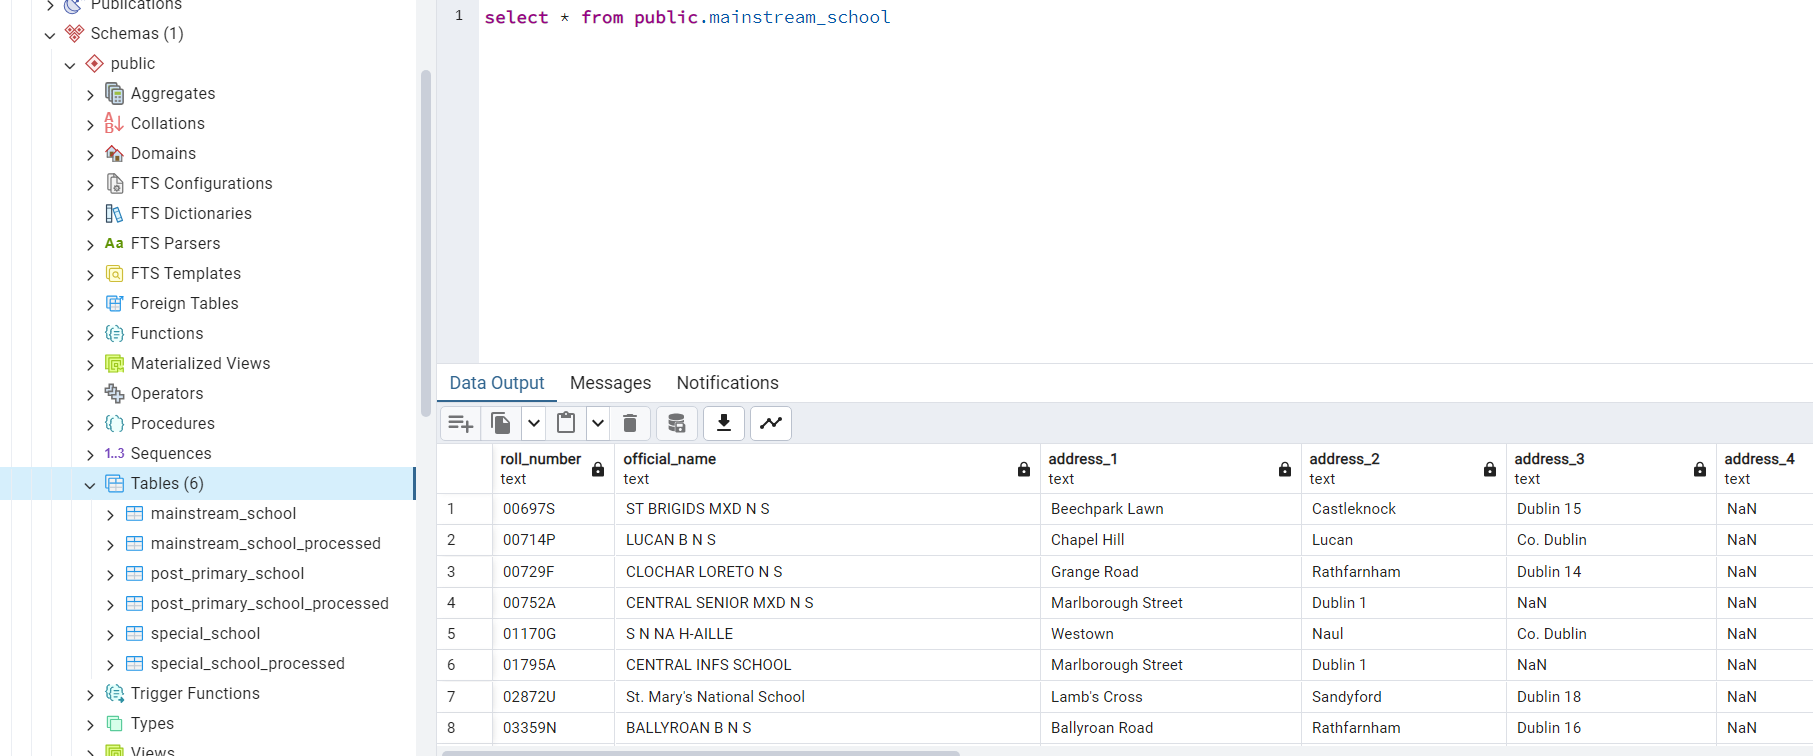 Publications
Schemas (1)
public
Aggregates
Collations
Domains
FTS Configurations
FTS Dictionaries
Aa FTS Parsers
FTS Templates
Foreign Tables
Functions
Materialized Views
Operators
Procedures
1..3 Sequences
Tables (6)
mainstream_school
mainstream_school_processed
post_primary_school
post_primary_school_processed
special_school
special_school_processed
Trigger Functions
Types
Views
1 select * from public.mainstream_school
Data Output Messages Notifications
roll_number official_name address_1 address_2 address_3 address_4
text text text text text text
1 00697S ST BRIGIDS MXD N S Beechpark Lawn Castleknock Dublin 15 NaN
2 00714P LUCAN B N S Chapel Hill Lucan Co. Dublin NaN
3 00729F CLOCHAR LORETO N S Grange Road Rathfarnham Dublin 14 NaN
4 00752A CENTRAL SENIOR MXD N S Marlborough Street Dublin 1 NaN NaN
5 01170G S N NA H-AILLE Westown Naul Co. Dublin NaN
6 01795A CENTRAL INFS SCHOOL Marlborough Street Dublin 1 NaN NaN
7 02872U St. Mary's National School Lamb's Cross Sandyford Dublin 18 NaN
8 03359N BALLYROAN B N S Ballyroan Road Rathfarnham Dublin 16 NaN